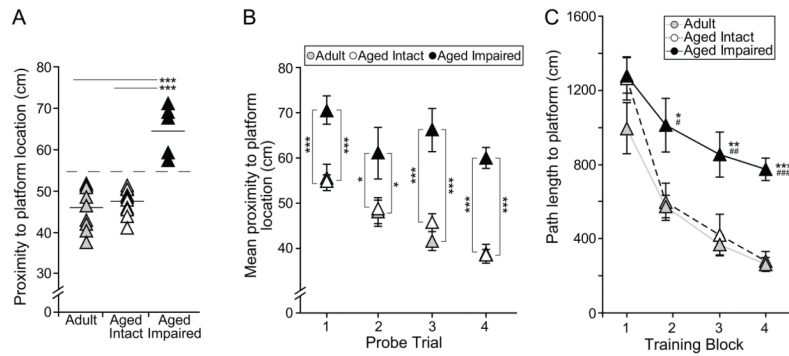 A
Proximity to platform location (cm)
80
70
60
50
40
30
0
***
***
Adult
Aged Intact
Aged Impaired
B
Adult Aged Intact Aged Impaired
Mean proximity to platform
location (cm)
80
70
60
50
40
0
*** ***
* *
*** ***
*** ***
1 2 3 4
Probe Trial
C
Adult
Aged Intact
Aged Impaired
Path length to platform (cm)
1600
1200
800
400
0
*
#
**
##
***
###
1 2 3 4
Training Block